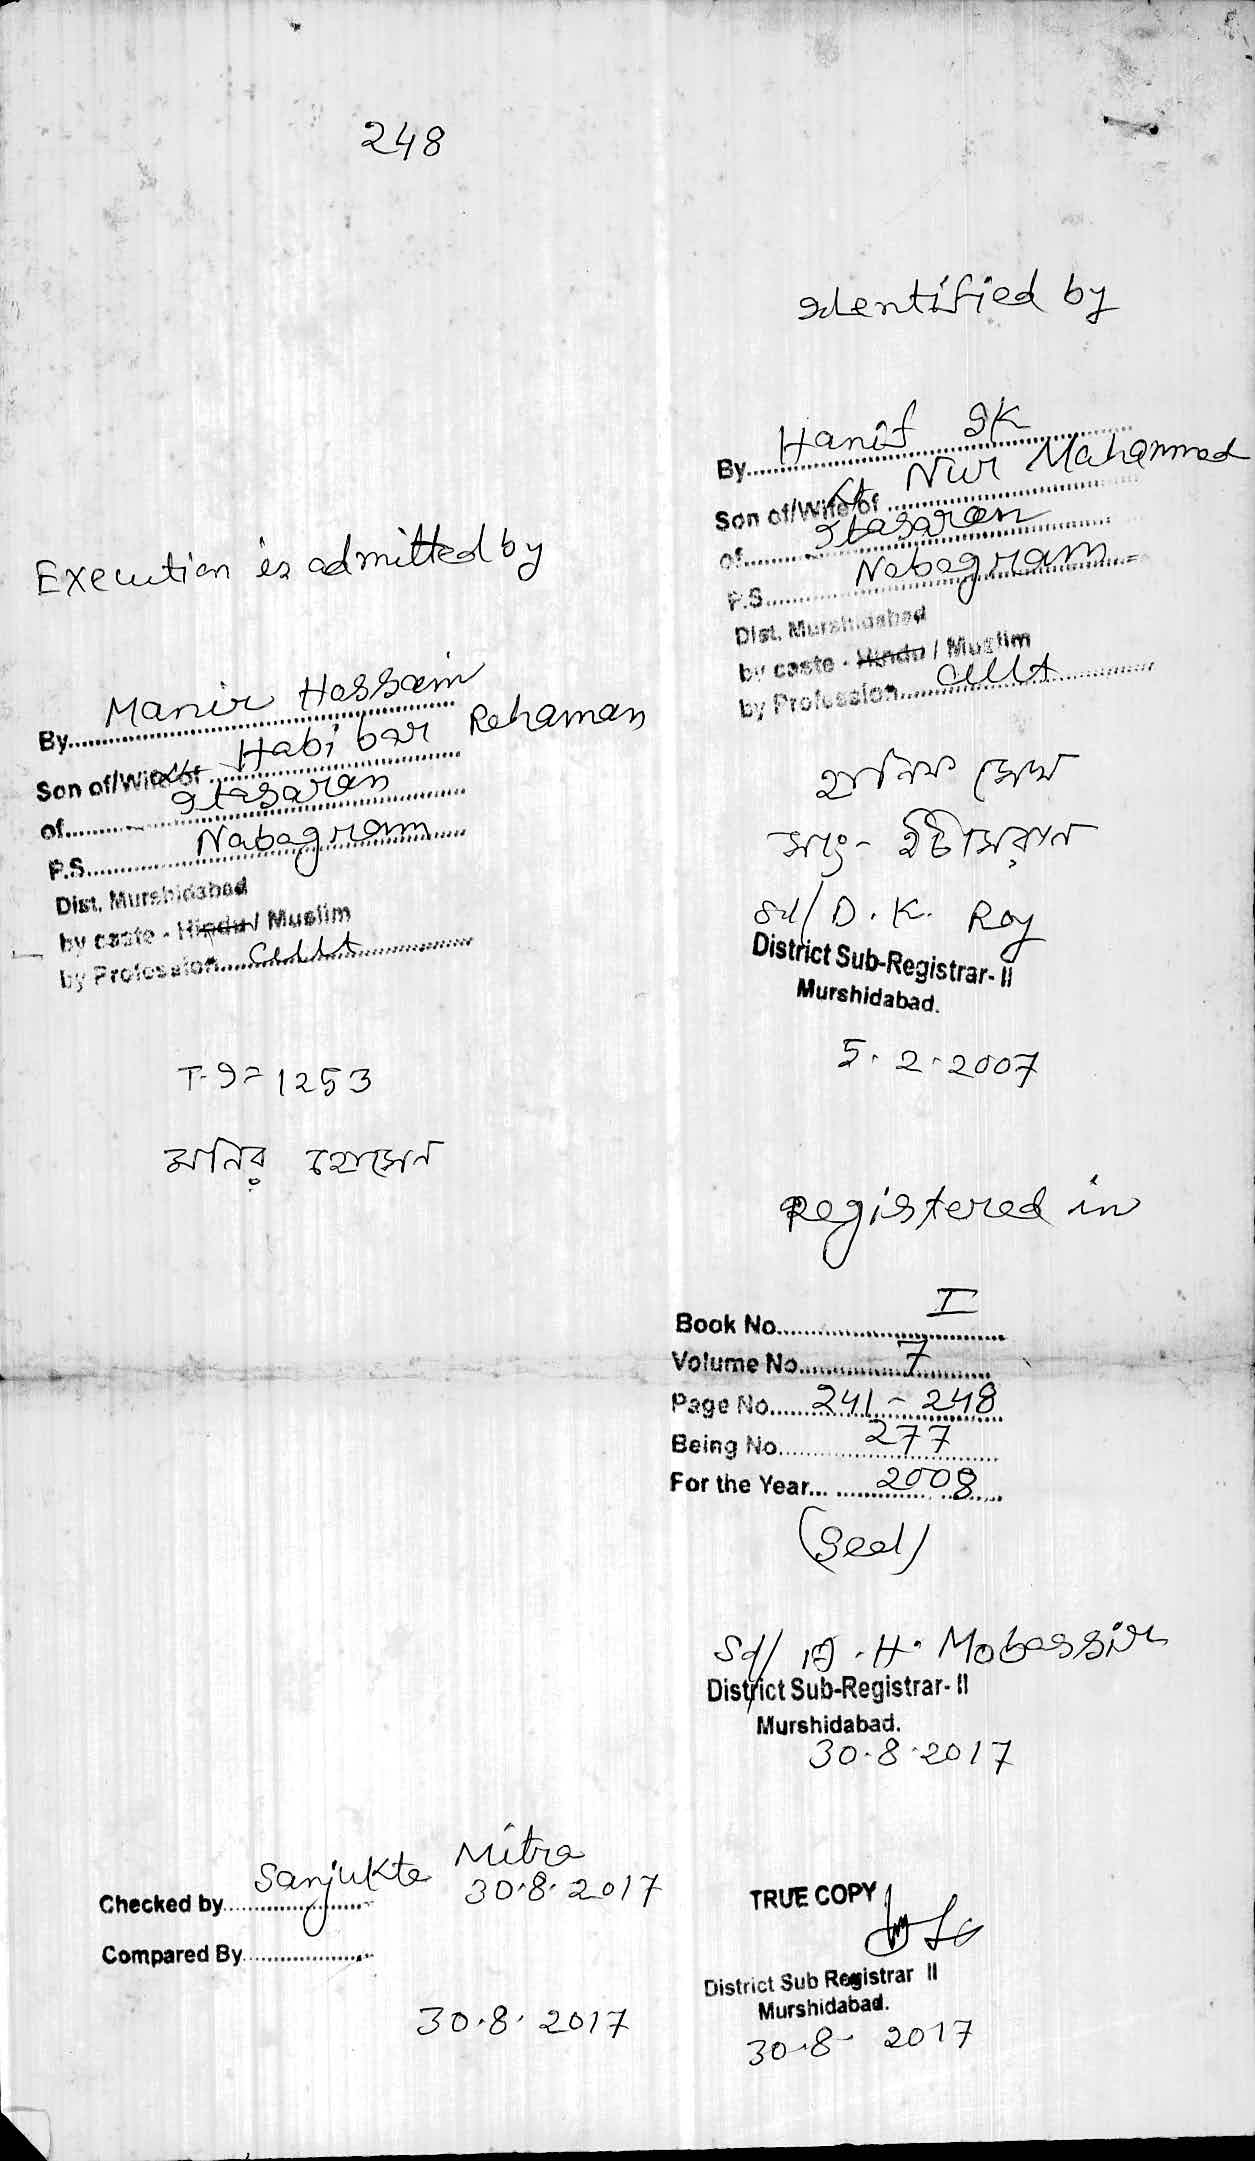 248
Execution is admitted by
By Manir Hossain
Son of/Wife of Habibar Rehaman
of Itasaran
P.S. Nabagram
Dist. Murshidabad
by caste - Hindu / Muslim
by Profession Cult
T. I = 1253
মনির হোসেন
Identified by
By Hanif SK
Son of/Wife of Lt Nur Mahammad
of Itasaran
P.S. Nabagram
Dist. Murshidabad
by caste - Hindu / Muslim
by Profession Cult
হানিফ সেখ
সাং- ইটাসরান
Sd/ D. K. Roy
District Sub-Registrar- II
Murshidabad.
5. 2. 2007
Registered in
Book No. I
Volume No. 7
Page No. 241 - 248
Being No. 277
For the Year 2008
(Seal)
Sd/ H. Mobassir
District Sub-Registrar- II
Murshidabad.
30.8.2017
Checked by Sanjukta Mitra
30.8.2017
Compared By
30.8.2017
TRUE COPY
District Sub Registrar II
Murshidabad.
30.8. 2017